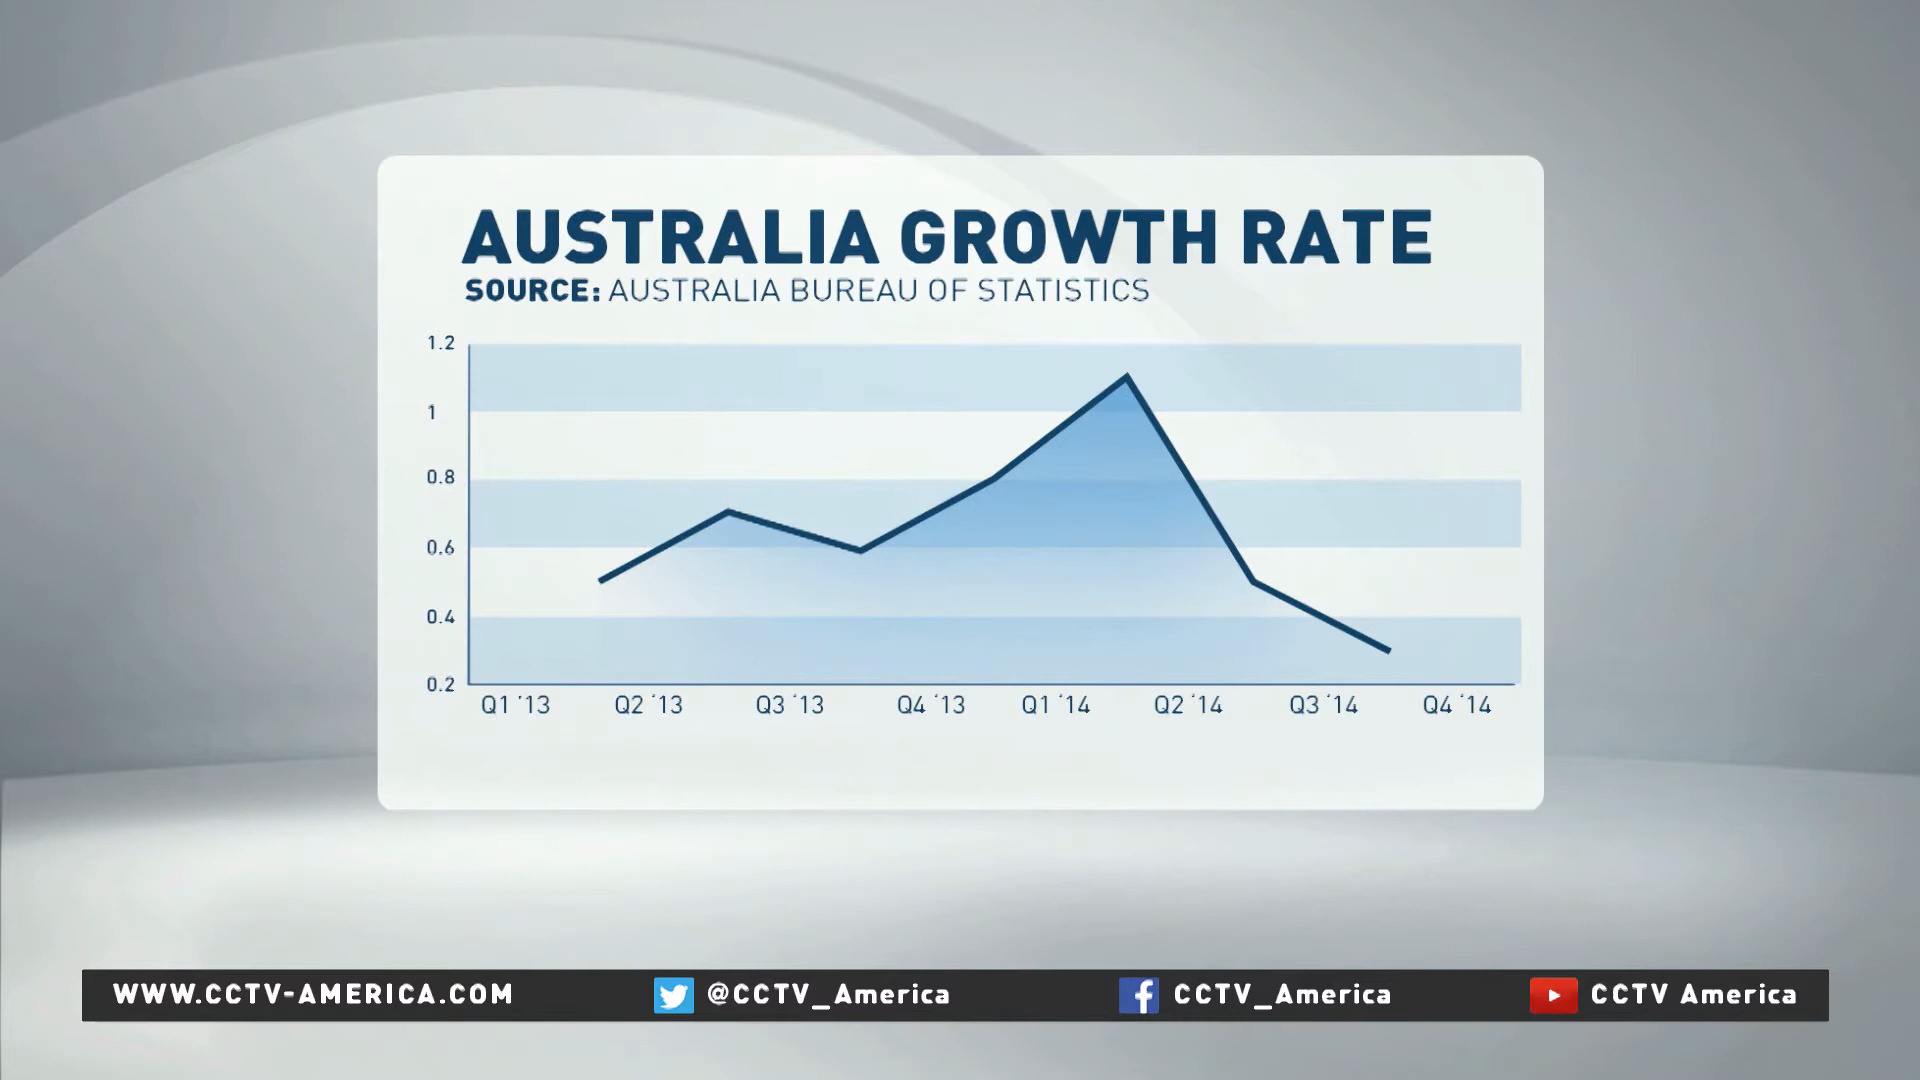 AUSTRALIA GROWTH RATE
SOURCE: AUSTRALIA BUREAU OF STATISTICS
1.2
1
0.8
0.6
0.4
0.2
Q1 '13 Q2 '13 Q3 '13 Q4 '13 Q1 '14 Q2 '14 Q3 '14 Q4 '14
WWW.CCTV-AMERICA.COM @CCTV_America CCTV_America CCTV America